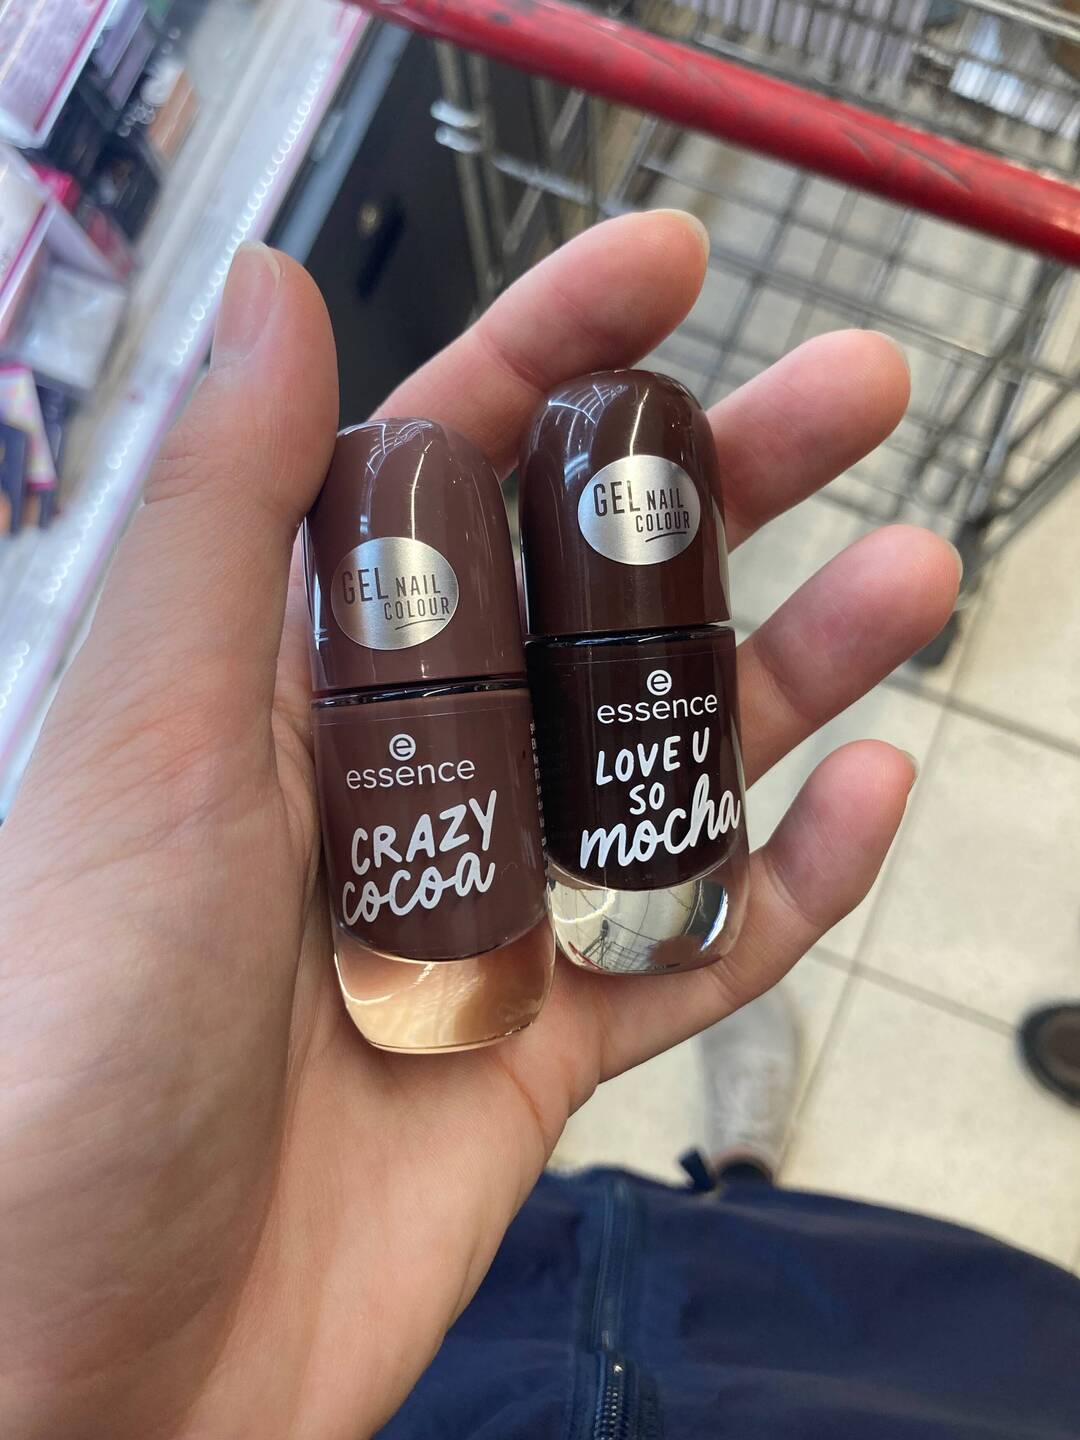 GEL NAIL
COLOUR
e
essence
CRAZY
cocoa
GEL NAIL
COLOUR
e
essence
LOVE U
SO
mocha